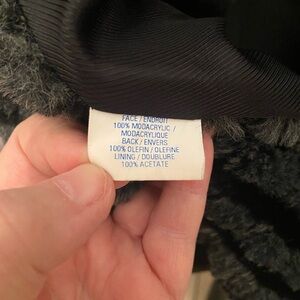 FACE / ENDROIT
100% MODACRYLIC /
MODACRYLIQUE
BACK / ENVERS
100% OLEFIN / OLEFINE
LINING / DOUBLURE
100% ACETATE